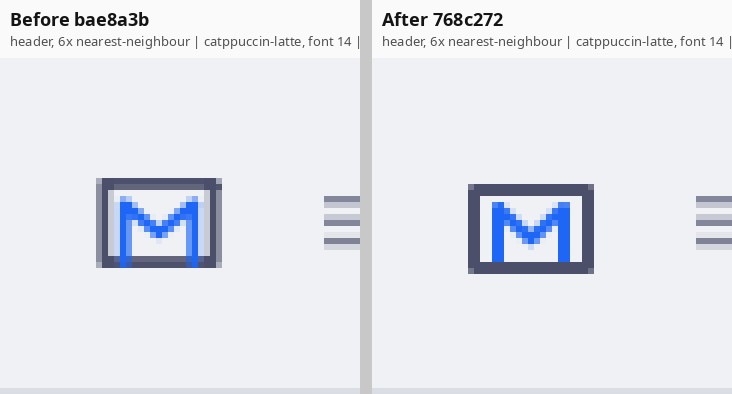 Before bae8a3b
header, 6x nearest-neighbour | catppuccin-latte, font 14 |
M
After 768c272
header, 6x nearest-neighbour | catppuccin-latte, font 14 |
M